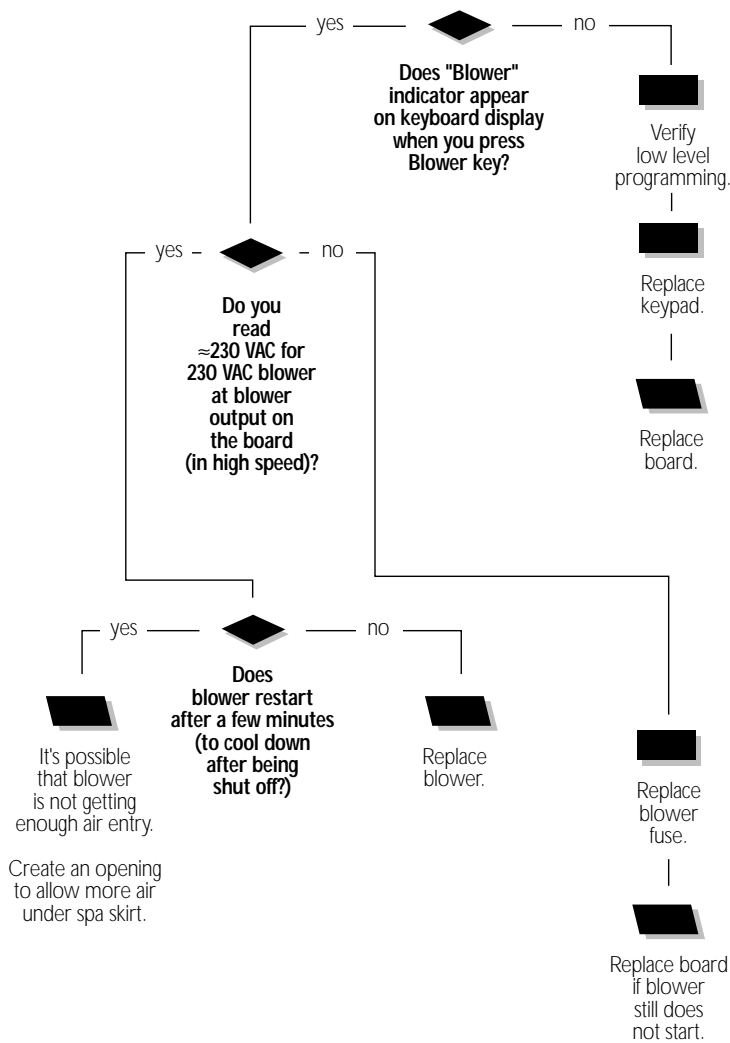 yes
no
Does "Blower"
indicator appear
on keyboard display
when you press
Blower key?
Verify
low level
programming.
Replace
keypad.
Replace
board.
yes
no
Do you
read
≈230 VAC for
230 VAC blower
at blower
output on
the board
(in high speed)?
yes
no
Does
blower restart
after a few minutes
(to cool down
after being
shut off?)
It's possible
that blower
is not getting
enough air entry.
Create an opening
to allow more air
under spa skirt.
Replace
blower.
Replace
blower
fuse.
Replace board
if blower
still does
not start.